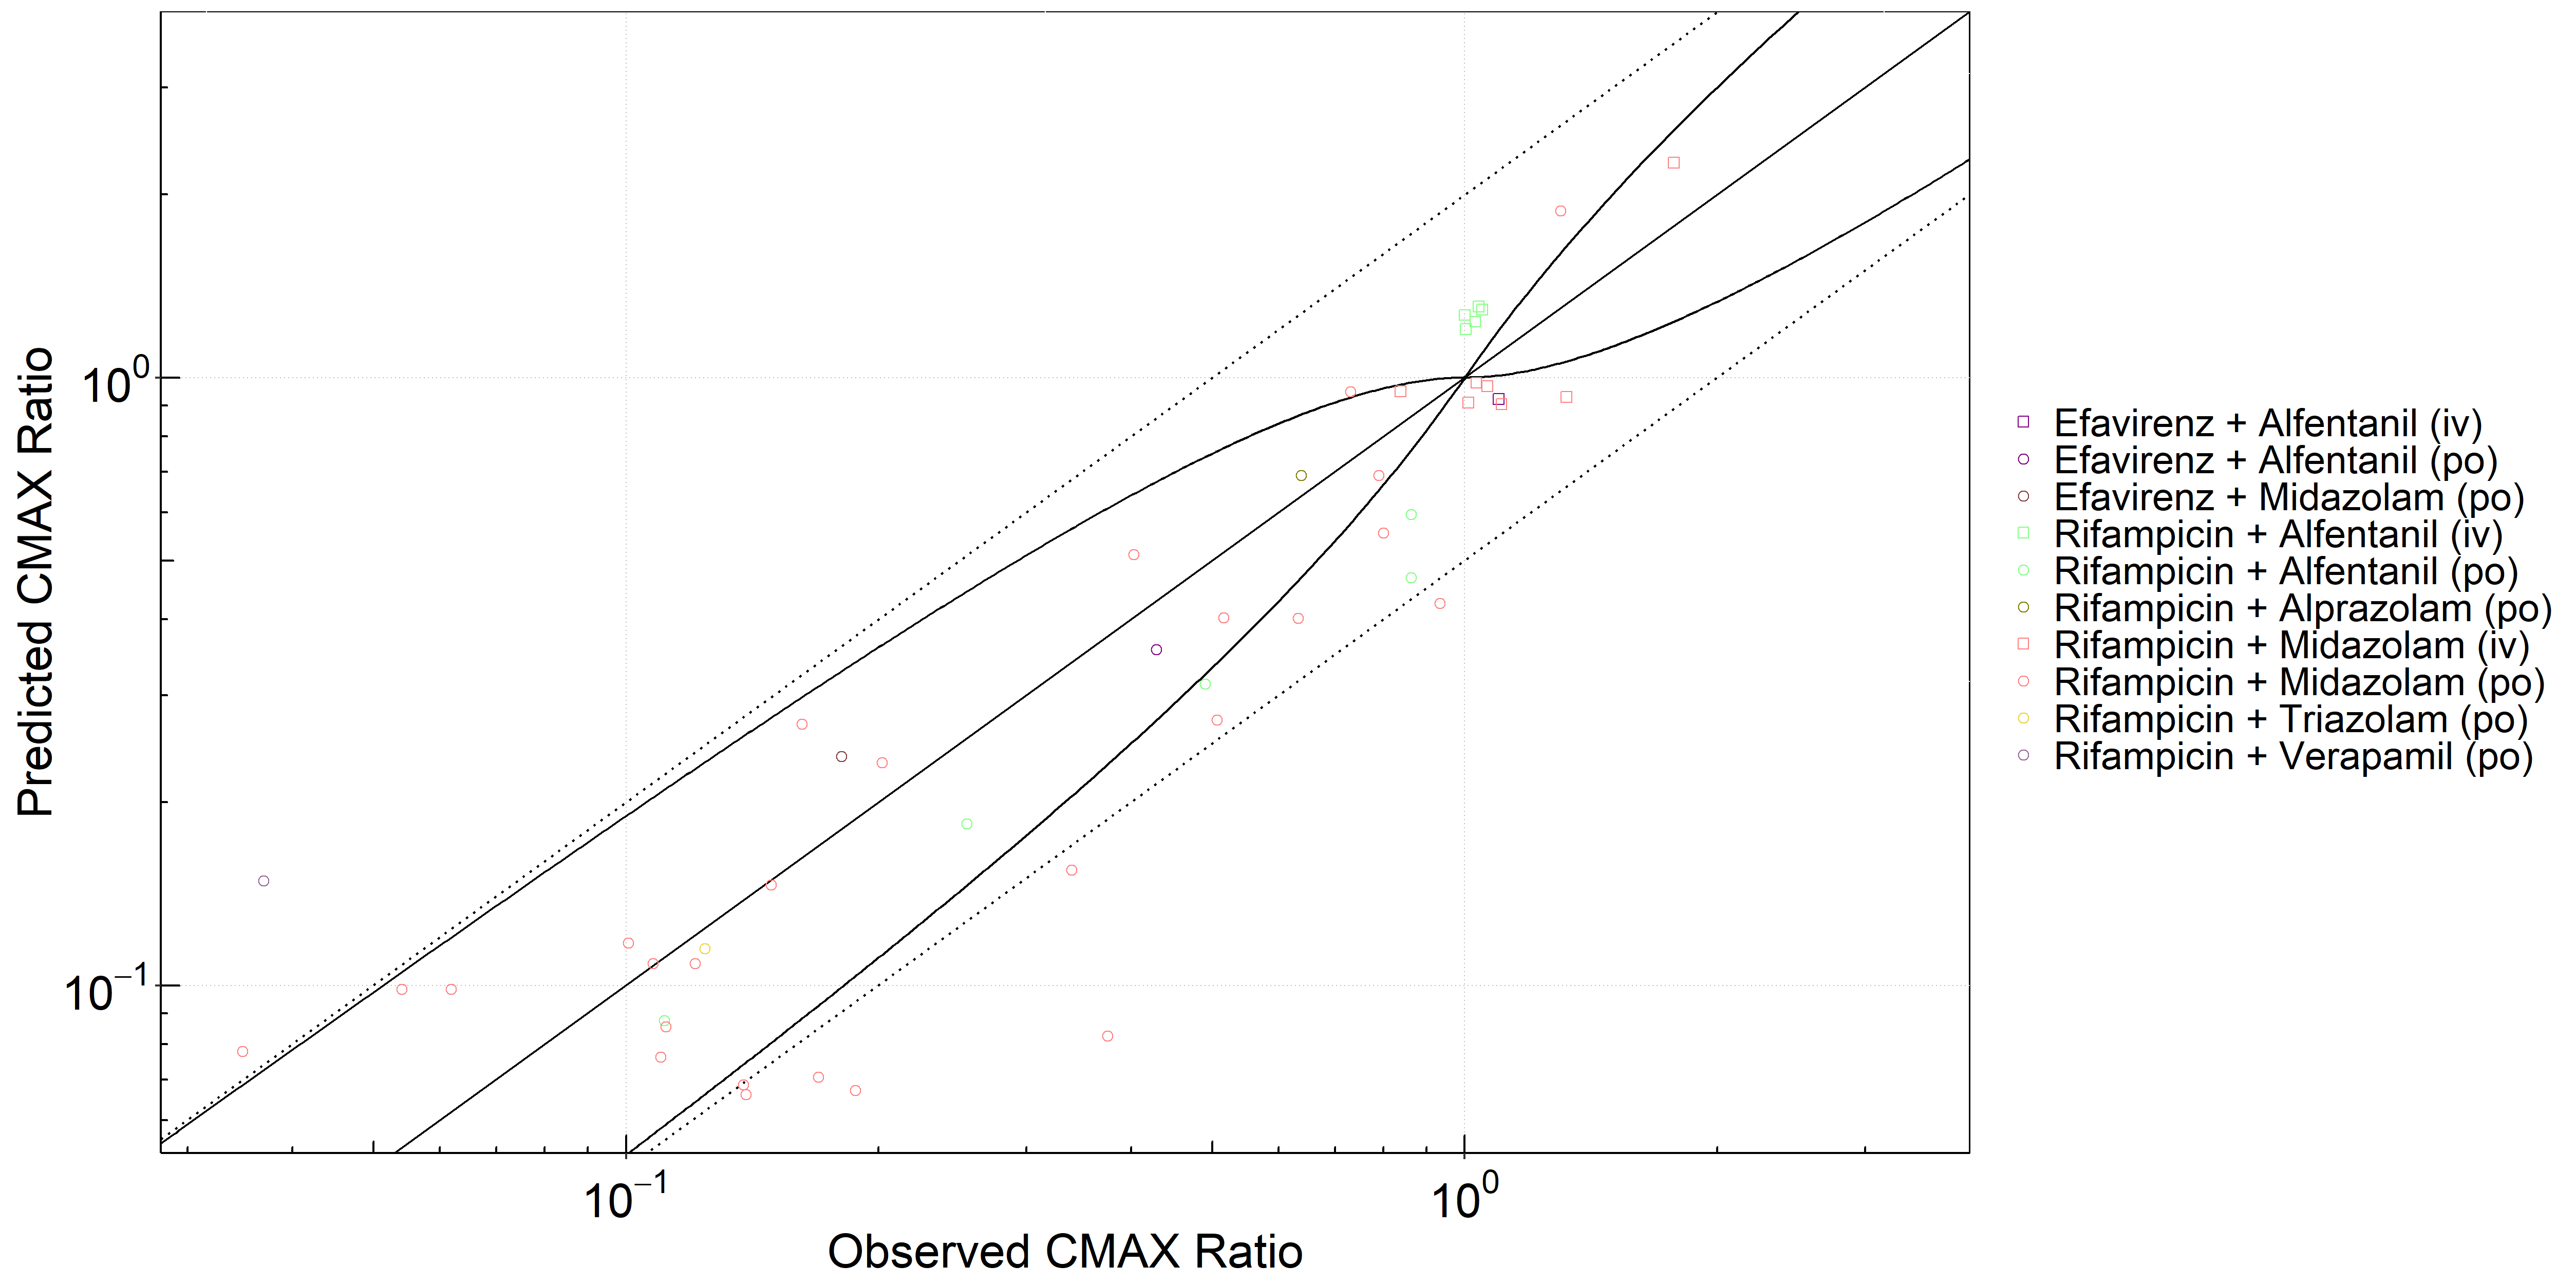 Predicted CMAX Ratio
10⁰
10⁻¹
10⁻¹
10⁰
Observed CMAX Ratio
Efavirenz + Alfentanil (iv)
Efavirenz + Alfentanil (po)
Efavirenz + Midazolam (po)
Rifampicin + Alfentanil (iv)
Rifampicin + Alfentanil (po)
Rifampicin + Alprazolam (po)
Rifampicin + Midazolam (iv)
Rifampicin + Midazolam (po)
Rifampicin + Triazolam (po)
Rifampicin + Verapamil (po)